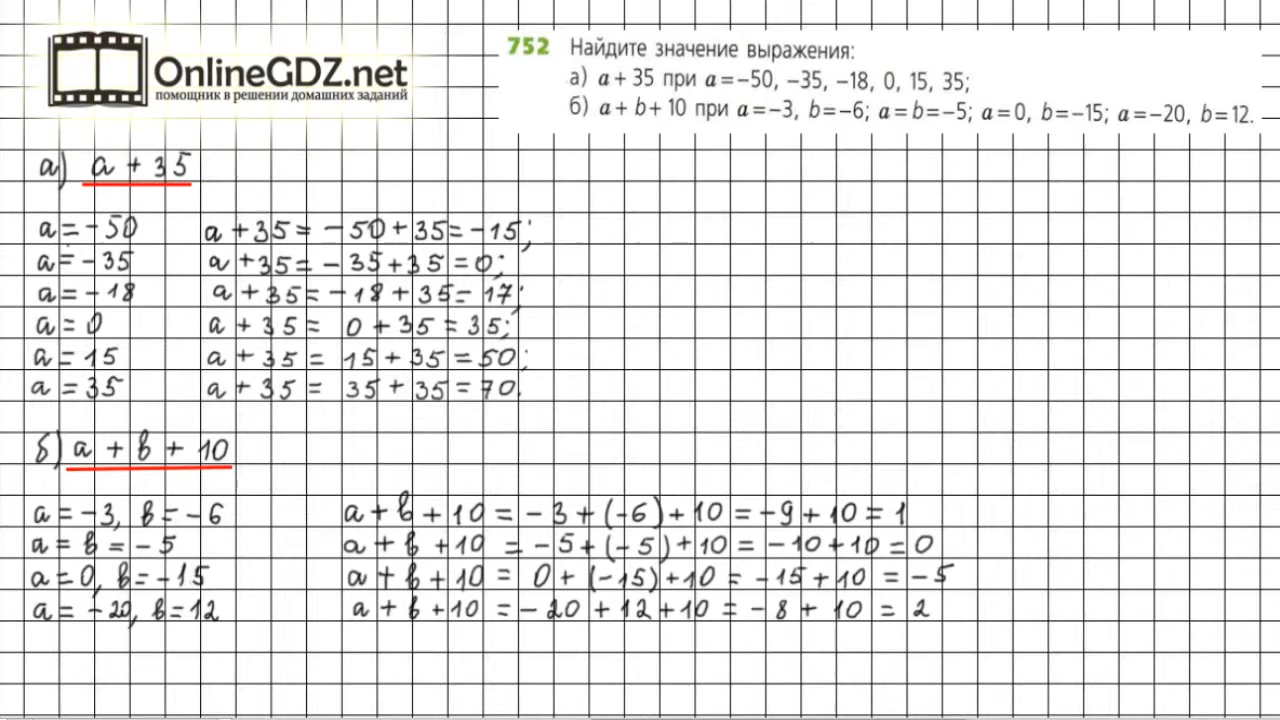 OnlineGDZ.net
помощник в решении домашних заданий
752 Найдите значение выражения:
а) a + 35 при a = −50, −35, −18, 0, 15, 35;
б) a + b + 10 при a = −3, b = −6; a = b = −5; a = 0, b = −15; a = −20, b = 12.
а) a + 35
a = −50 a + 35 = −50 + 35 = −15;
a = −35 a + 35 = −35 + 35 = 0;
a = −18 a + 35 = −18 + 35 = 17;
a = 0 a + 35 = 0 + 35 = 35;
a = 15 a + 35 = 15 + 35 = 50;
a = 35 a + 35 = 35 + 35 = 70.
б) a + b + 10
a = −3, b = −6 a + b + 10 = −3 + (−6) + 10 = −9 + 10 = 1
a = b = −5 a + b + 10 = −5 + (−5) + 10 = −10 + 10 = 0
a = 0, b = −15 a + b + 10 = 0 + (−15) + 10 = −15 + 10 = −5
a = −20, b = 12 a + b + 10 = −20 + 12 + 10 = −8 + 10 = 2